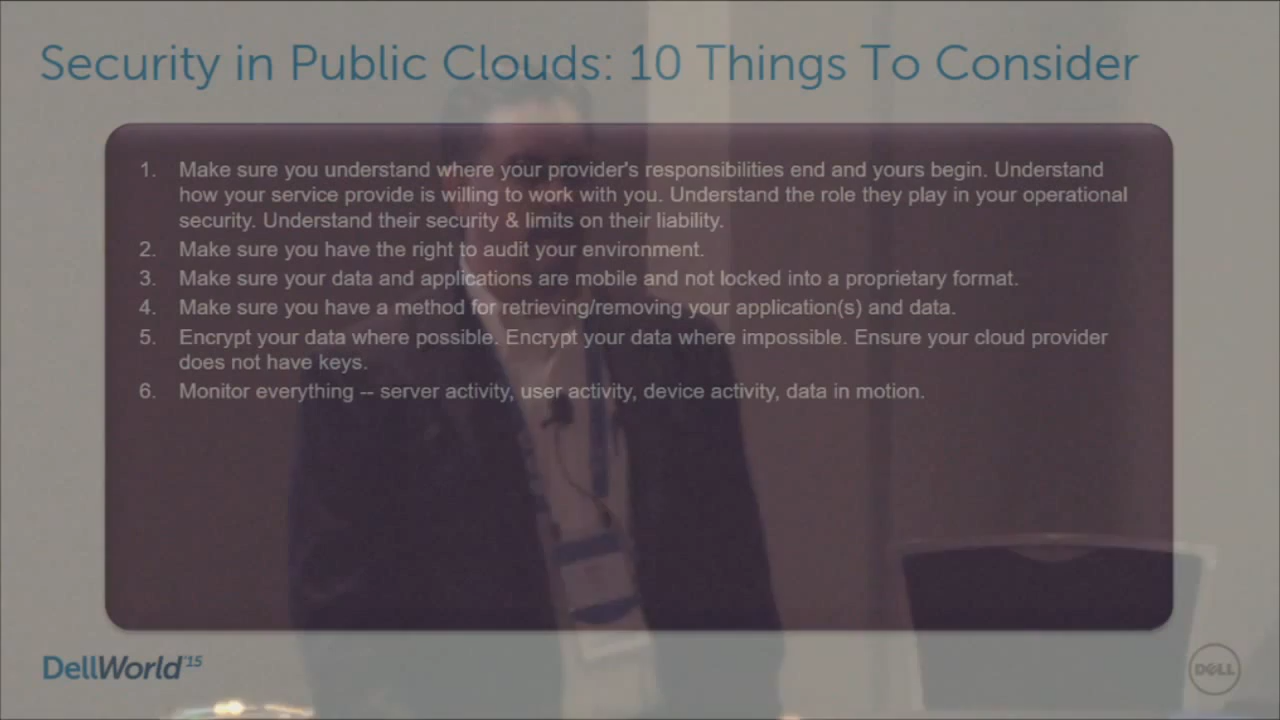 Security in Public Clouds: 10 Things To Consider
1. Make sure you understand where your provider's responsibilities end and yours begin. Understand
how your service provide is willing to work with you. Understand the role they play in your operational
security. Understand their security & limits on their liability.
2. Make sure you have the right to audit your environment.
3. Make sure your data and applications are mobile and not locked into a proprietary format.
4. Make sure you have a method for retrieving/removing your application(s) and data.
5. Encrypt your data where possible. Encrypt your data where impossible. Ensure your cloud provider
does not have keys.
6. Monitor everything -- server activity, user activity, device activity, data in motion.
DellWorld'15
DELL